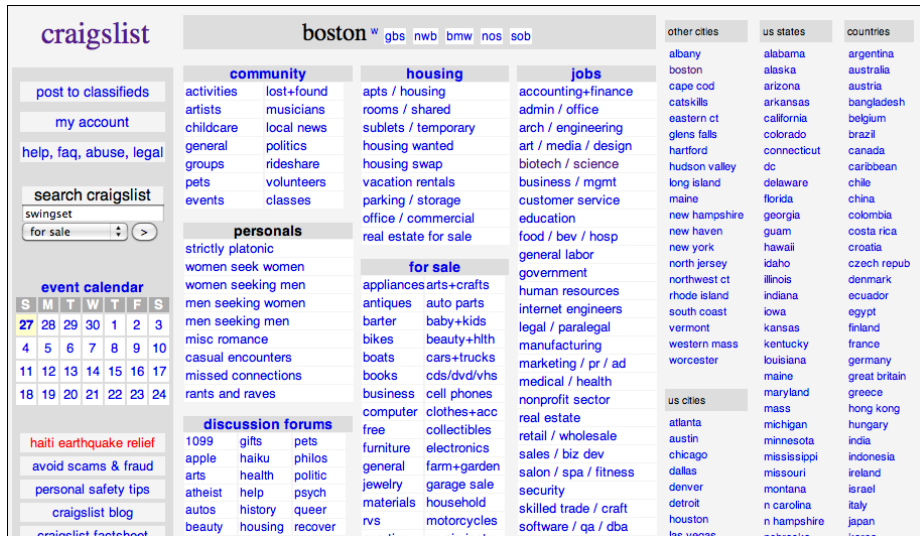 craigslist
post to classifieds
my account
help, faq, abuse, legal
search craigslist
swingset
for sale
>
event calendar
S M T W T F S
27 28 29 30 1 2 3
4 5 6 7 8 9 10
11 12 13 14 15 16 17
18 19 20 21 22 23 24
haiti earthquake relief
avoid scams & fraud
personal safety tips
craigslist blog
craigslist factsheet
boston w gbs nwb bmw nos sob
community
activities lost+found
artists musicians
childcare local news
general politics
groups rideshare
pets volunteers
events classes
personals
strictly platonic
women seek women
women seeking men
men seeking women
men seeking men
misc romance
casual encounters
missed connections
rants and raves
discussion forums
1099 gifts pets
apple haiku philos
arts health politic
atheist help psych
autos history queer
beauty housing recover
housing
apts / housing
rooms / shared
sublets / temporary
housing wanted
housing swap
vacation rentals
parking / storage
office / commercial
real estate for sale
for sale
appliances arts+crafts
antiques auto parts
barter baby+kids
bikes beauty+hlth
boats cars+trucks
books cds/dvd/vhs
business cell phones
computer clothes+acc
free collectibles
furniture electronics
general farm+garden
jewelry garage sale
materials household
rvs motorcycles
jobs
accounting+finance
admin / office
arch / engineering
art / media / design
biotech / science
business / mgmt
customer service
education
food / bev / hosp
general labor
government
human resources
internet engineers
legal / paralegal
manufacturing
marketing / pr / ad
medical / health
nonprofit sector
real estate
retail / wholesale
sales / biz dev
salon / spa / fitness
security
skilled trade / craft
software / qa / dba
other cities
albany
boston
cape cod
catskills
eastern ct
glens falls
hartford
hudson valley
long island
maine
new hampshire
new haven
new york
north jersey
northwest ct
rhode island
south coast
vermont
western mass
worcester
us cities
atlanta
austin
chicago
dallas
denver
detroit
houston
las vegas
us states
alabama
alaska
arizona
arkansas
california
colorado
connecticut
dc
delaware
florida
georgia
guam
hawaii
idaho
illinois
indiana
iowa
kansas
kentucky
louisiana
maine
maryland
mass
michigan
minnesota
mississippi
missouri
montana
n carolina
n hampshire
countries
argentina
australia
austria
bangladesh
belgium
brazil
canada
caribbean
chile
china
colombia
costa rica
croatia
czech repub
denmark
ecuador
egypt
finland
france
germany
great britain
greece
hong kong
hungary
india
indonesia
ireland
israel
italy
japan